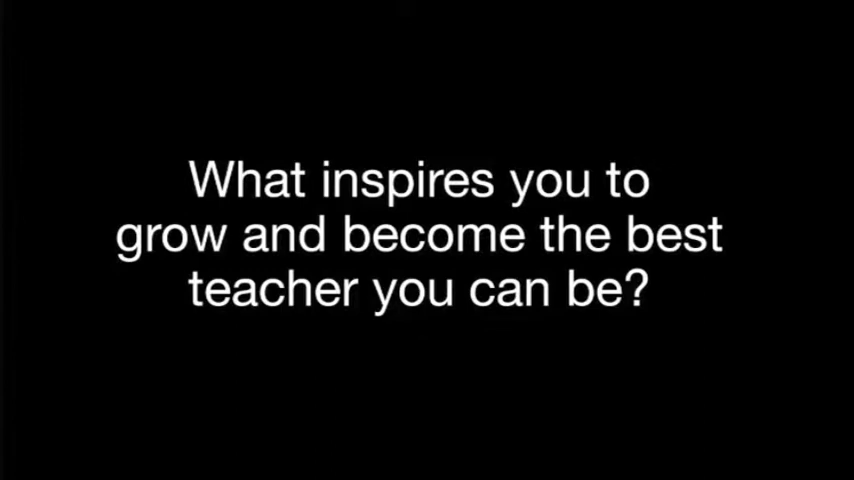 What inspires you to
grow and become the best
teacher you can be?